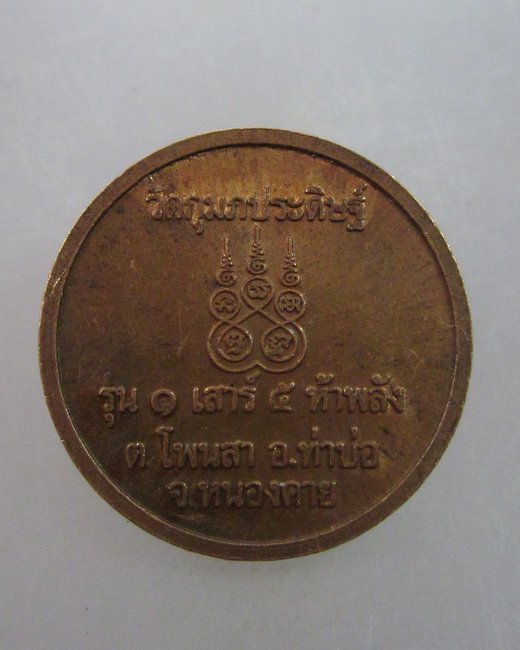 วัดกุมภประดิษฐ์
รุ่น ๑ เสาร์ ๕ ห้าพลัง
ต.โพนสา อ.ท่าบ่อ
จ.หนองคาย